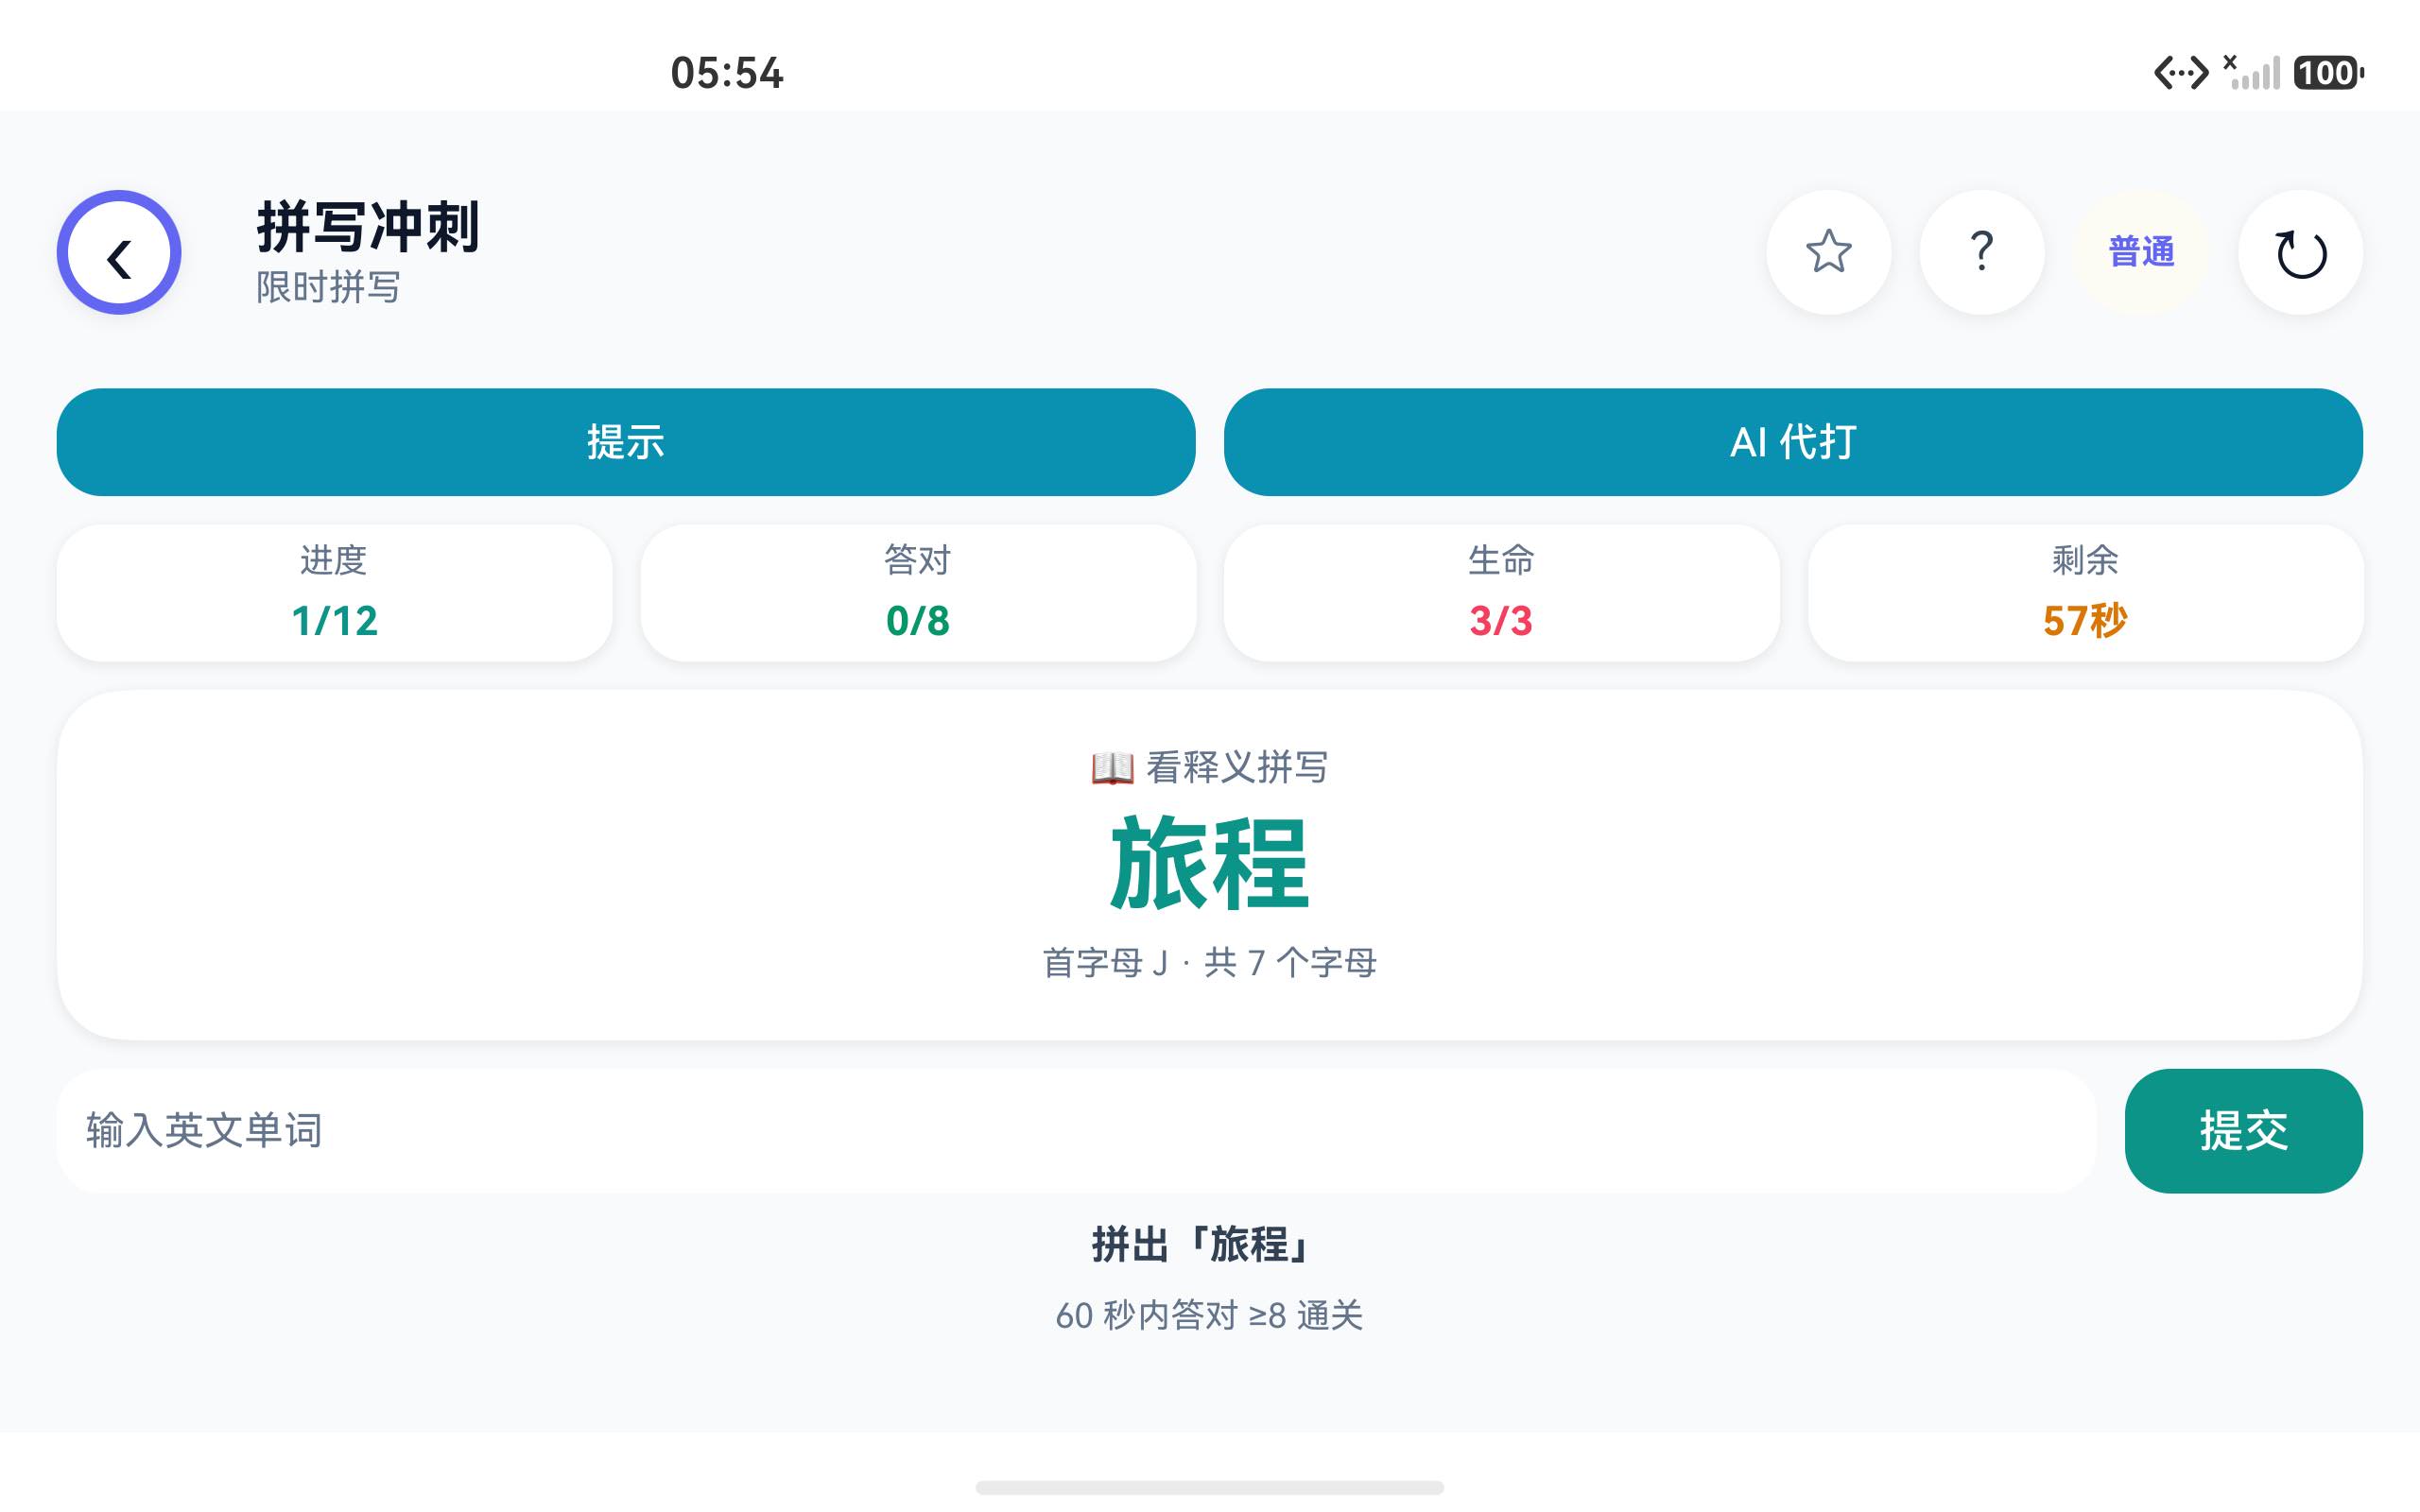 05:54
100
拼写冲刺
限时拼写
?
普通
提示
AI 代打
进度
1/12
答对
0/8
生命
3/3
剩余
57秒
📖 看释义拼写
旅程
首字母 J · 共 7 个字母
输入英文单词
提交
拼出「旅程」
60 秒内答对 ≥8 通关